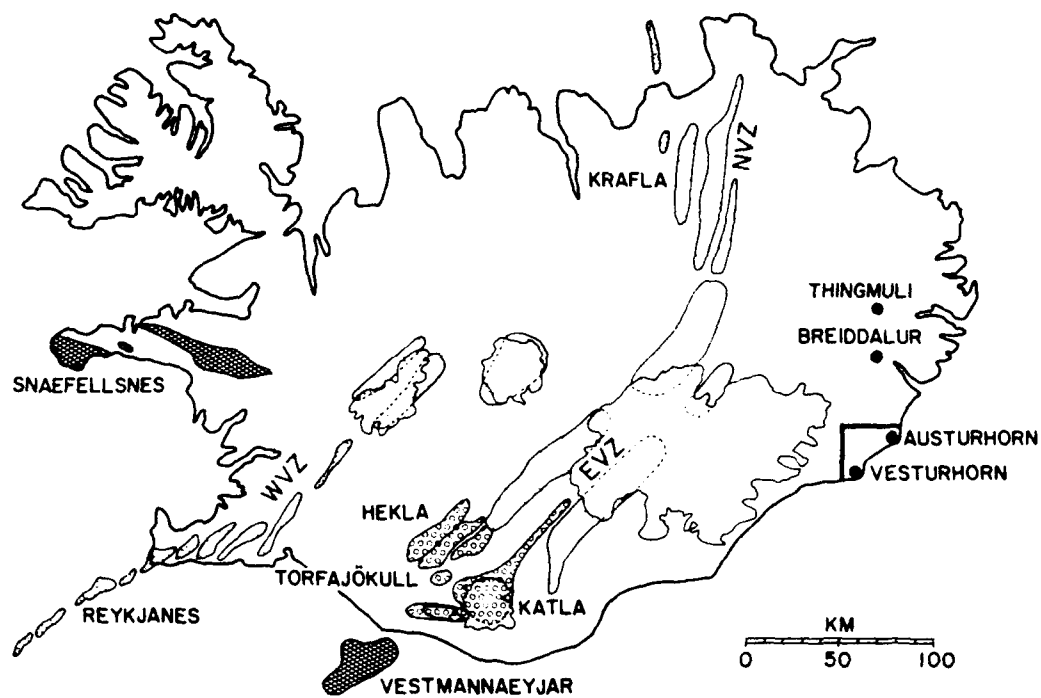 KRAFLA
NVZ
THINGMULI
BREIDDALUR
SNAEFELLSNES
AUSTURHORN
VESTURHORN
WVZ
EVZ
HEKLA
TORFAJÖKULL
KATLA
REYKJANES
VESTMANNAEYJAR
KM
0 50 100